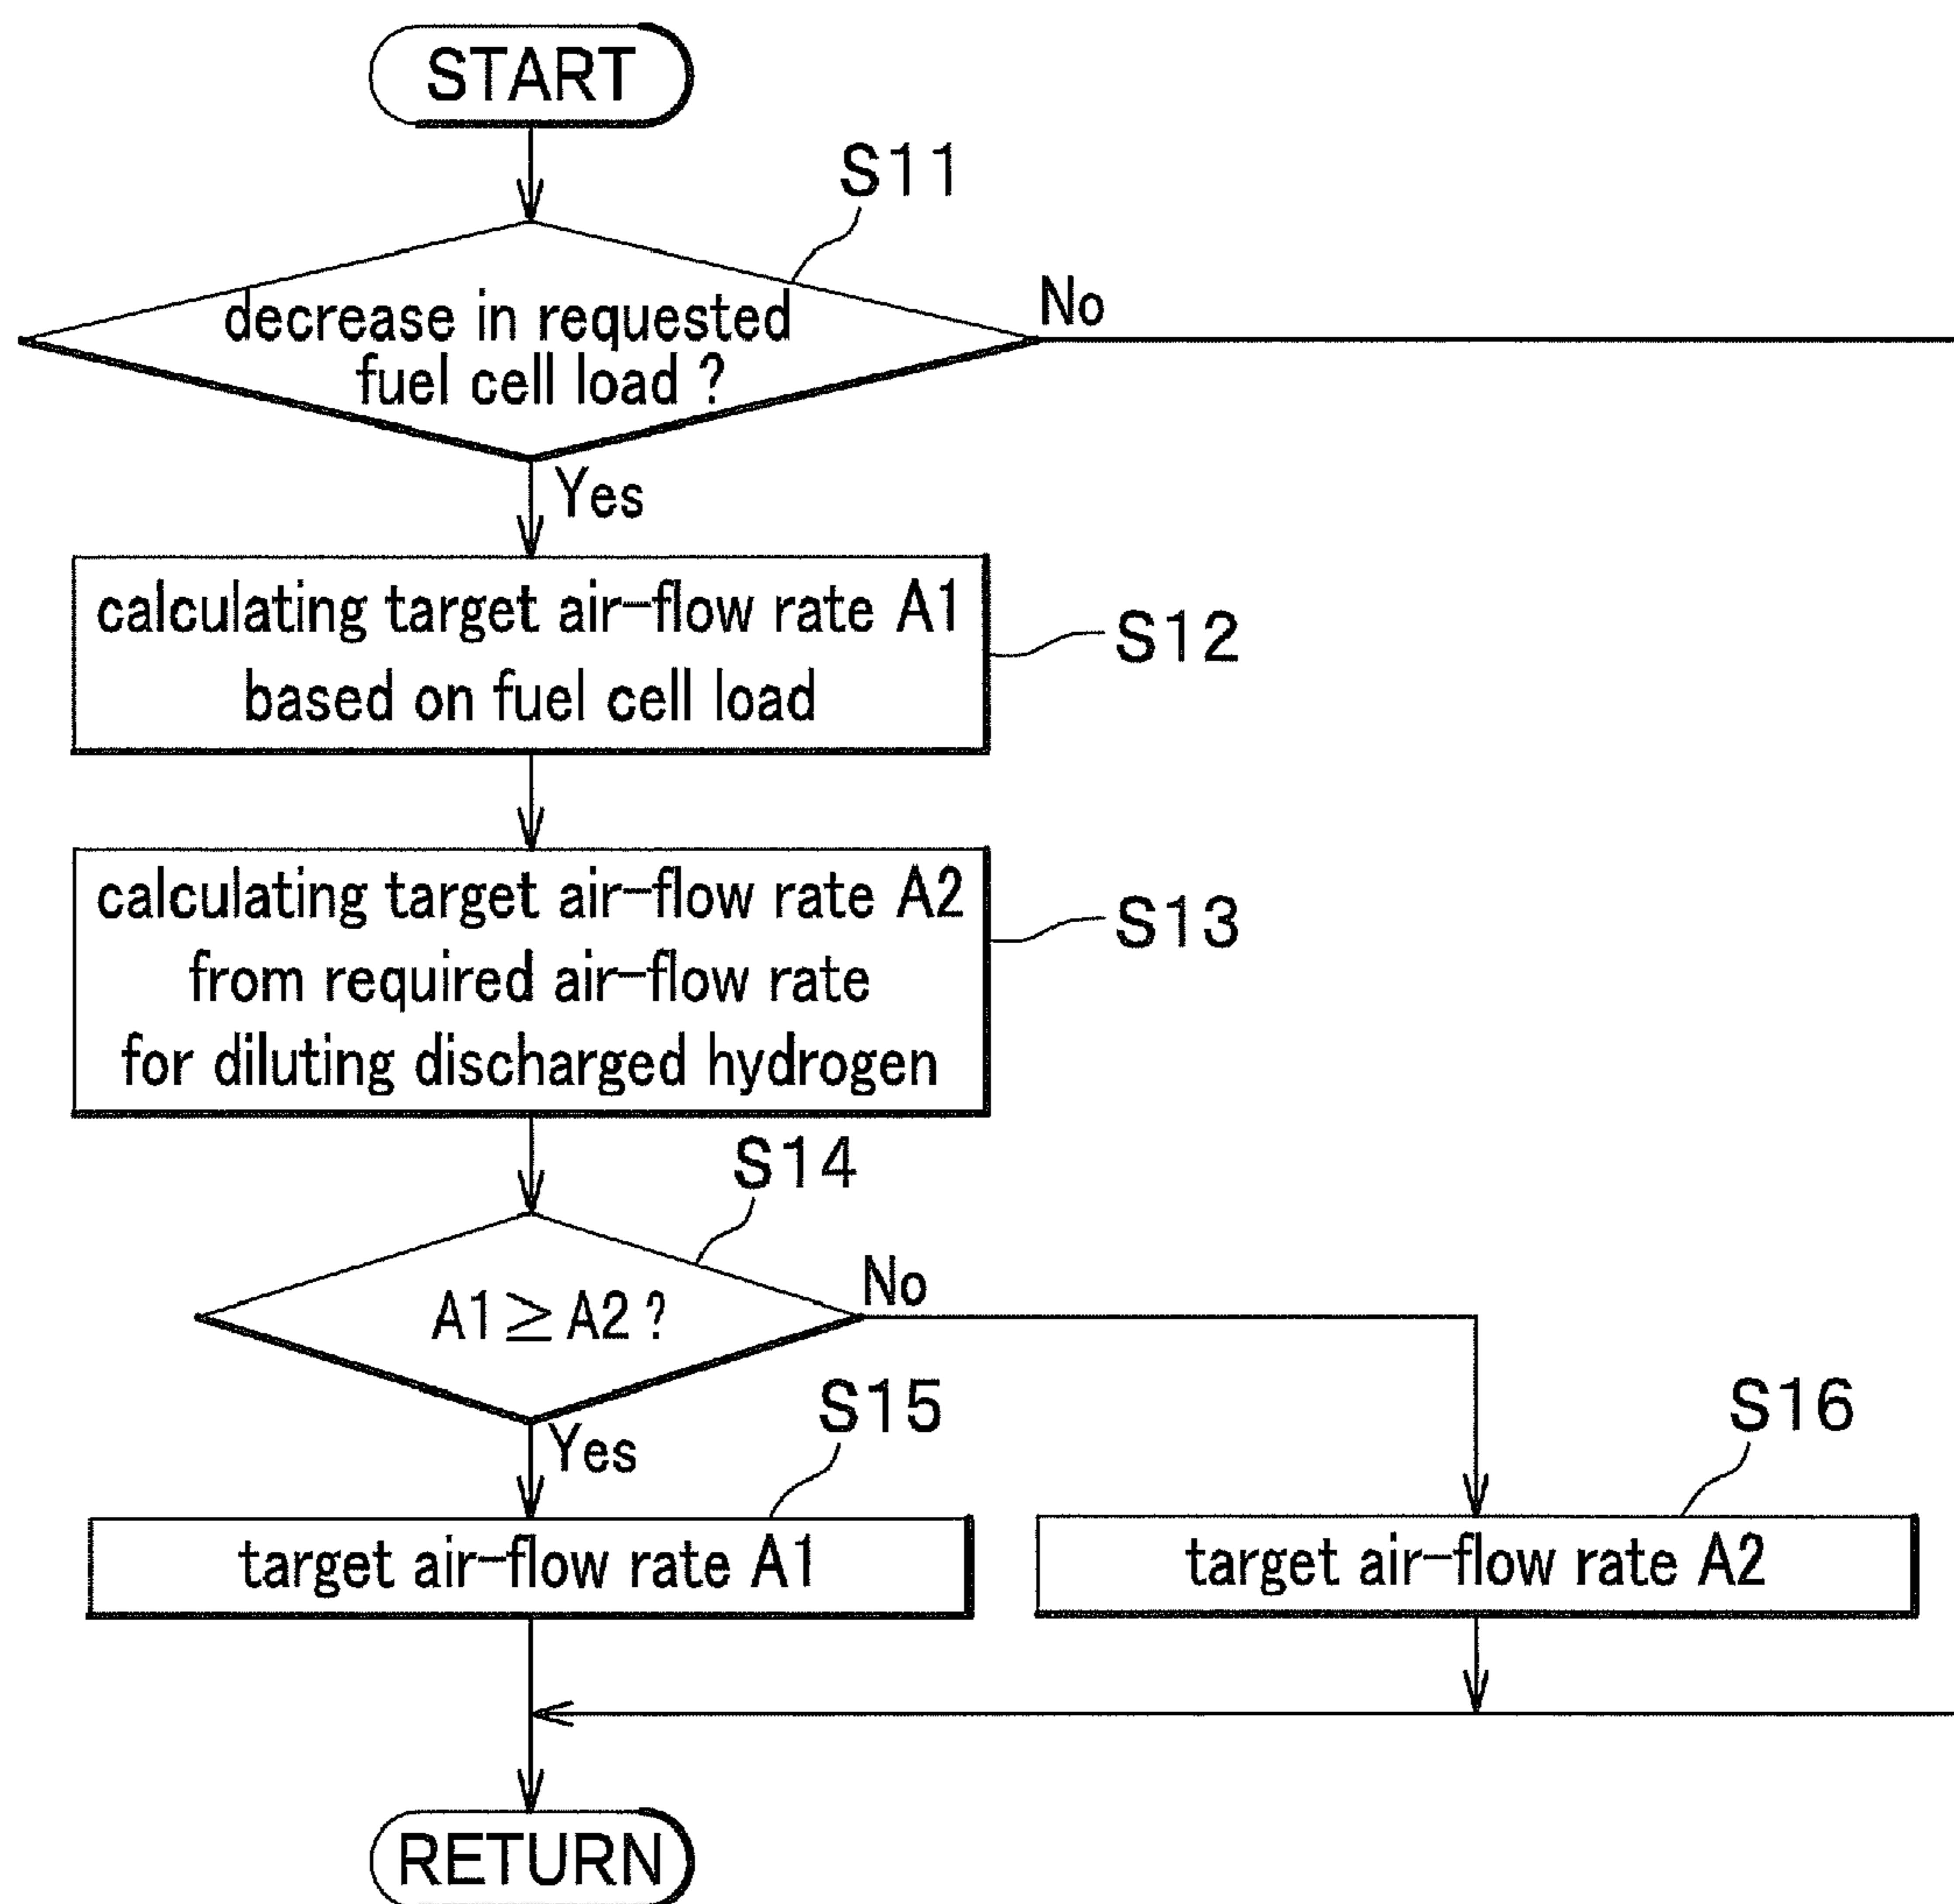 START
S11
decrease in requested
fuel cell load ?
No
Yes
calculating target air-flow rate A1
based on fuel cell load
S12
calculating target air-flow rate A2
from required air-flow rate
for diluting discharged hydrogen
S13
S14
A1≧A2 ?
No
Yes
S15
S16
target air-flow rate A1
target air-flow rate A2
RETURN